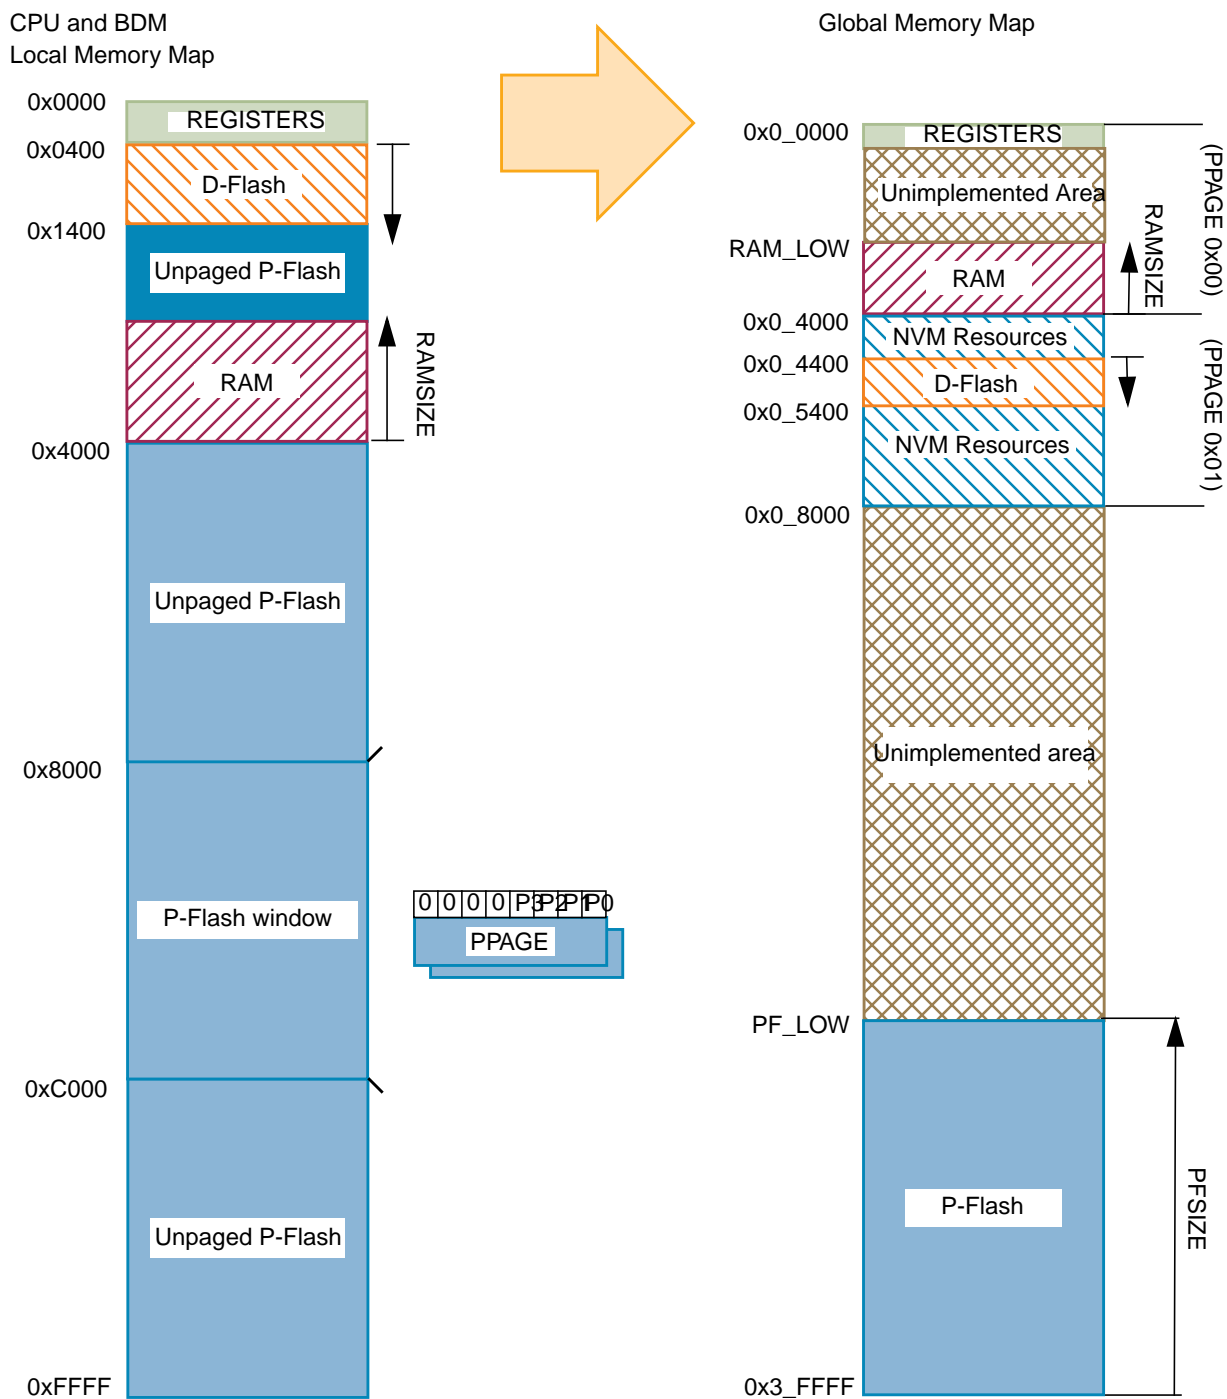 CPU and BDM
Local Memory Map
0x0000
REGISTERS
0x0400
D-Flash
0x1400
Unpaged P-Flash
RAM
RAMSIZE
0x4000
Unpaged P-Flash
0x8000
P-Flash window
0 0 0 0 P3 P2 P1 P0
PPAGE
0xC000
Unpaged P-Flash
0xFFFF
Global Memory Map
0x0_0000
REGISTERS
Unimplemented Area
(PPAGE 0x00)
RAM_LOW
RAM
RAMSIZE
0x0_4000
NVM Resources
0x0_4400
D-Flash
0x0_5400
NVM Resources
(PPAGE 0x01)
0x0_8000
Unimplemented area
PF_LOW
P-Flash
PFSIZE
0x3_FFFF